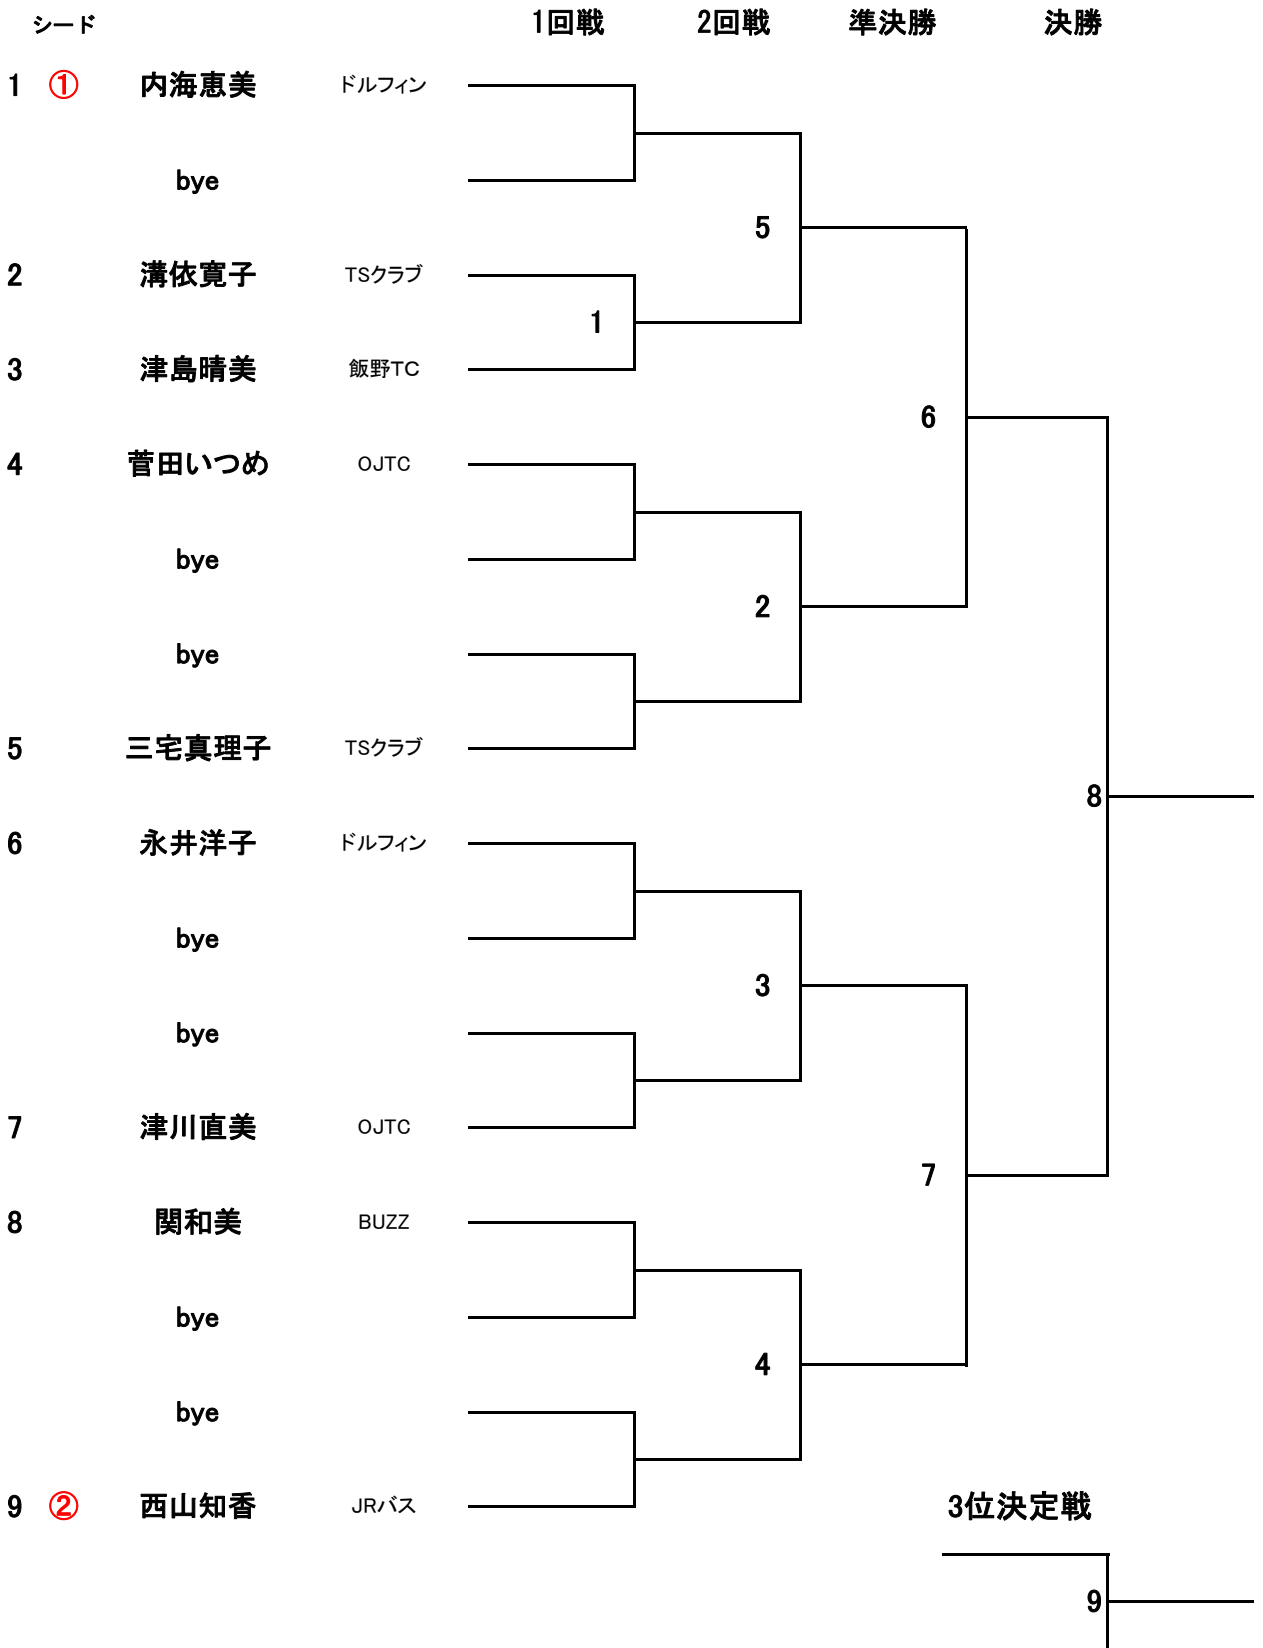 シード 1回戦 2回戦 準決勝 決勝
1 ① 内海恵美 ドルフィン
bye
5
2 溝依寛子 TSクラブ
1
3 津島晴美 飯野TC
6
4 菅田いつめ OJTC
bye
2
bye
5 三宅真理子 TSクラブ
8
6 永井洋子 ドルフィン
bye
3
bye
7 津川直美 OJTC
7
8 関和美 BUZZ
bye
4
bye
9 ② 西山知香 JRバス 3位決定戦
9